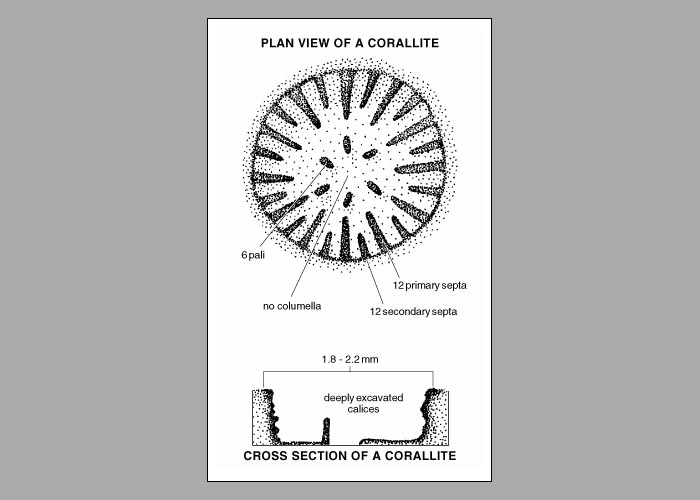 PLAN VIEW OF A CORALLITE
6 pali
12 primary septa
no columella
12 secondary septa
1.8 - 2.2 mm
deeply excavated
calices
CROSS SECTION OF A CORALLITE